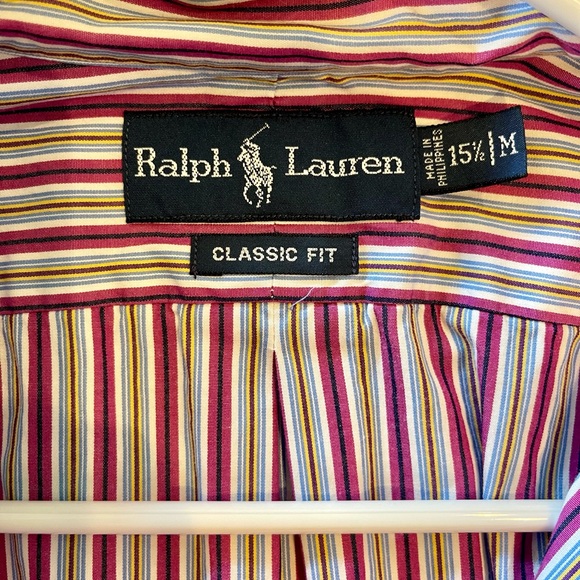 Ralph Lauren
MADE IN
PHILIPPINES
15½ M
CLASSIC FIT